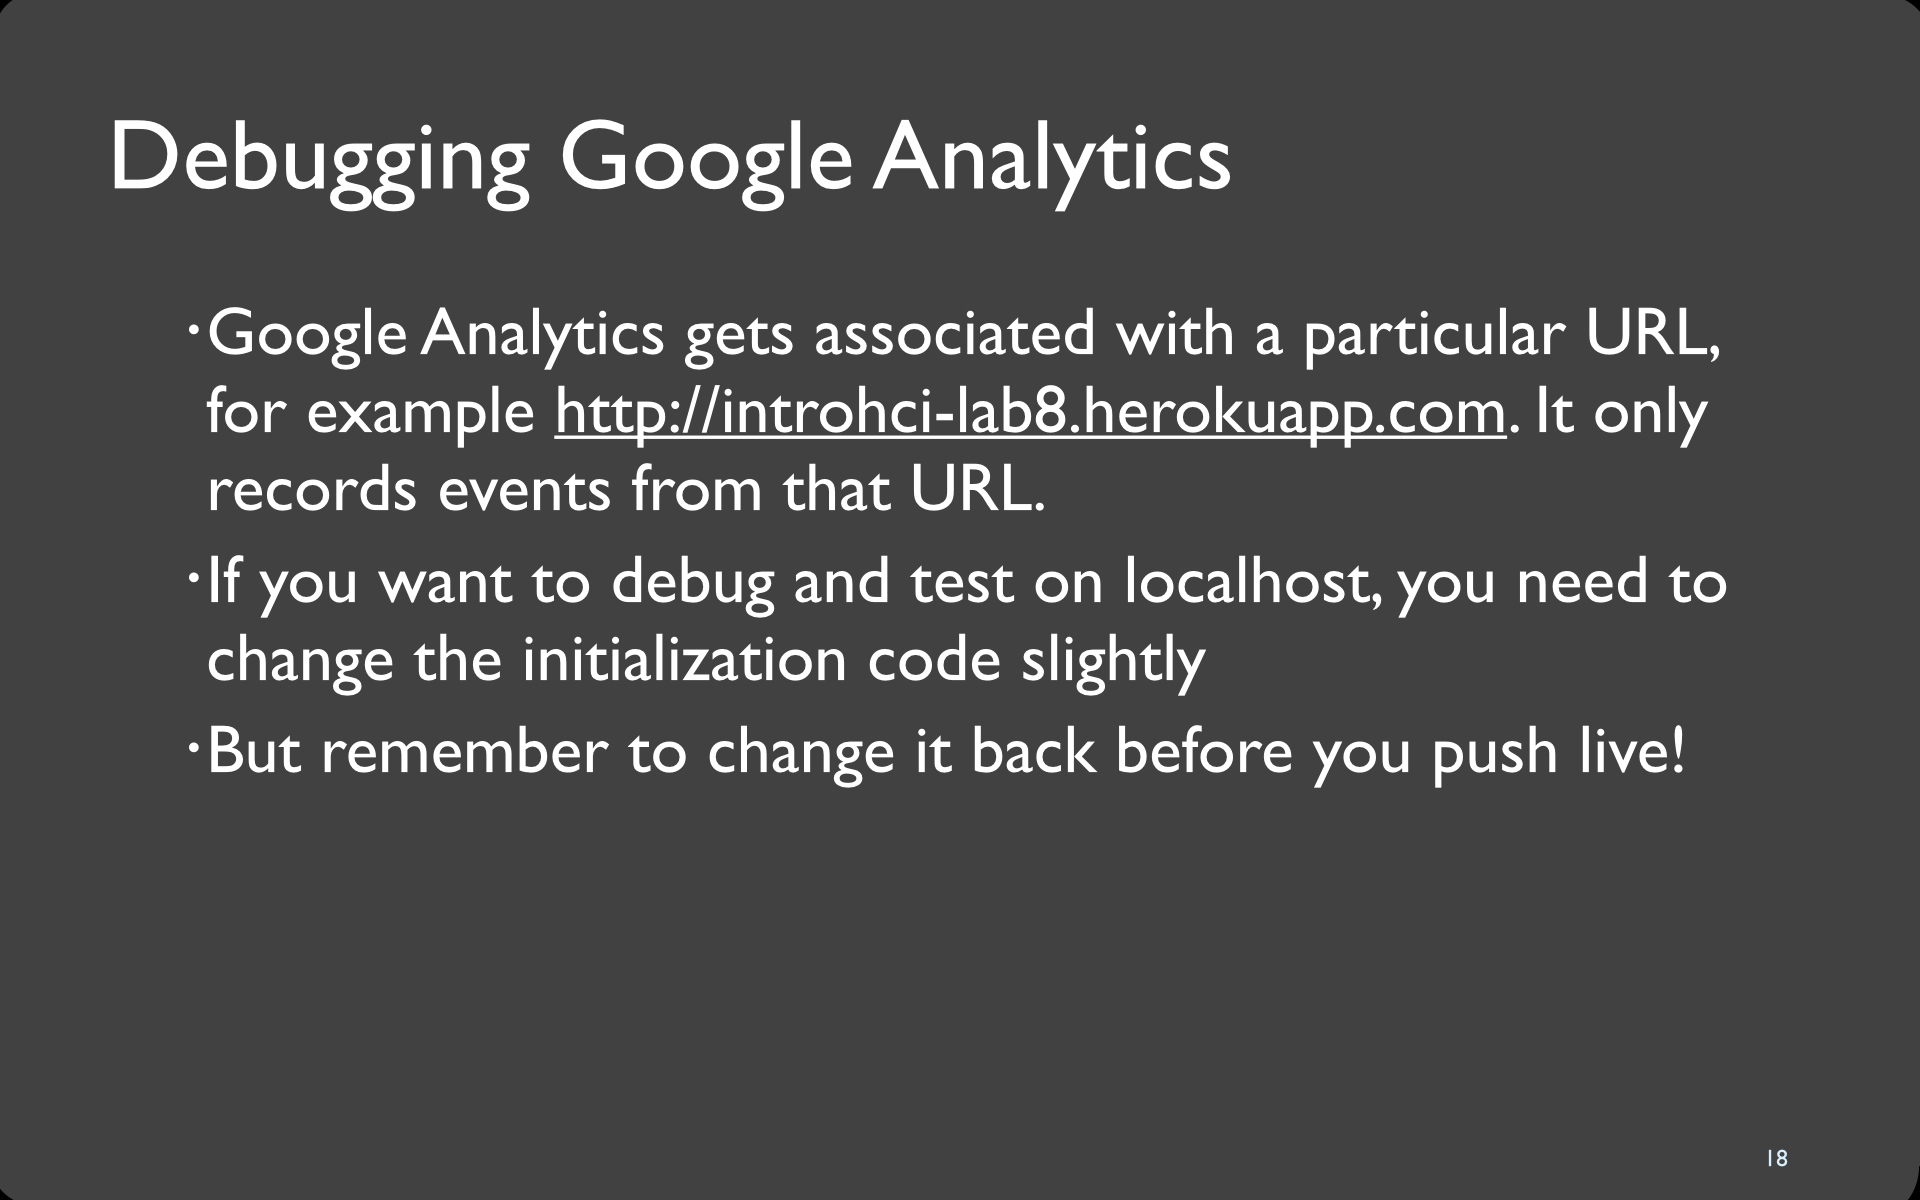 Debugging Google Analytics
·Google Analytics gets associated with a particular URL,
for example http://introhci-lab8.herokuapp.com. It only
records events from that URL.
·If you want to debug and test on localhost, you need to
change the initialization code slightly
·But remember to change it back before you push live!
18